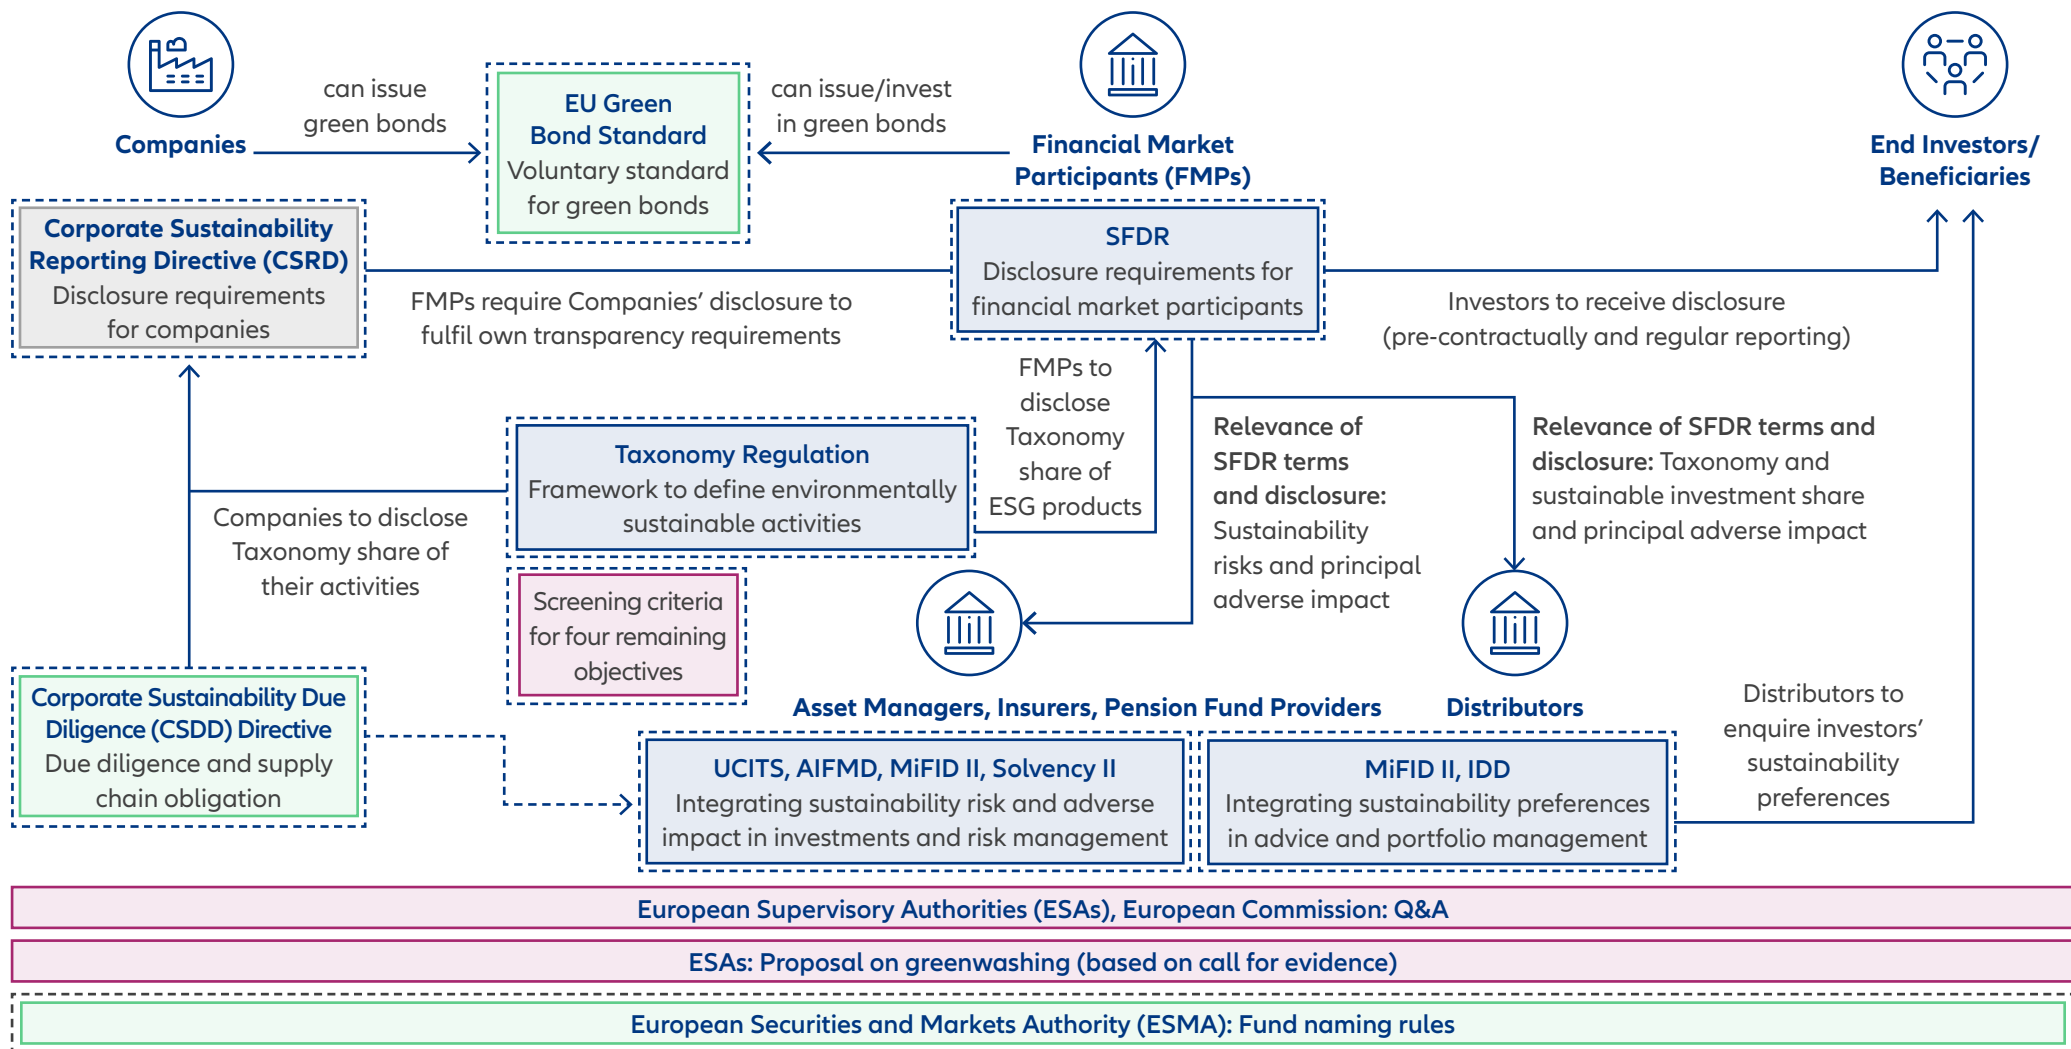 Companies
can issue
green bonds
EU Green
Bond Standard
Voluntary standard
for green bonds
can issue/invest
in green bonds
Financial Market
Participants (FMPs)
End Investors/
Beneficiaries
Corporate Sustainability
Reporting Directive (CSRD)
Disclosure requirements
for companies
FMPs require Companies’ disclosure to
fulfil own transparency requirements
SFDR
Disclosure requirements for
financial market participants
Investors to receive disclosure
(pre-contractually and regular reporting)
Companies to disclose
Taxonomy share of
their activities
Taxonomy Regulation
Framework to define environmentally
sustainable activities
FMPs to
disclose
Taxonomy
share of
ESG products
Relevance of
SFDR terms
and disclosure:
Sustainability
risks and principal
adverse impact
Relevance of SFDR terms and
disclosure: Taxonomy and
sustainable investment share
and principal adverse impact
Screening criteria
for four remaining
objectives
Corporate Sustainability Due
Diligence (CSDD) Directive
Due diligence and supply
chain obligation
Asset Managers, Insurers, Pension Fund Providers
UCITS, AIFMD, MiFID II, Solvency II
Integrating sustainability risk and adverse
impact in investments and risk management
Distributors
MiFID II, IDD
Integrating sustainability preferences
in advice and portfolio management
Distributors to
enquire investors’
sustainability
preferences
European Supervisory Authorities (ESAs), European Commission: Q&A
ESAs: Proposal on greenwashing (based on call for evidence)
European Securities and Markets Authority (ESMA): Fund naming rules